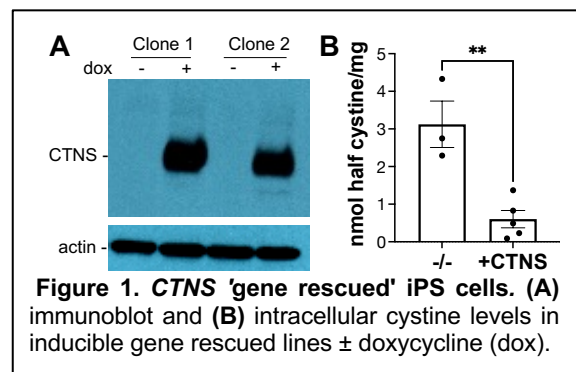 A
Clone 1
Clone 2
dox
- + - +
CTNS -
actin -
B
**
nmol half cystine/mg
5
4
3
2
1
0
-/- +CTNS
Figure 1. CTNS 'gene rescued' iPS cells. (A)
immunoblot and (B) intracellular cystine levels in
inducible gene rescued lines ± doxycycline (dox).